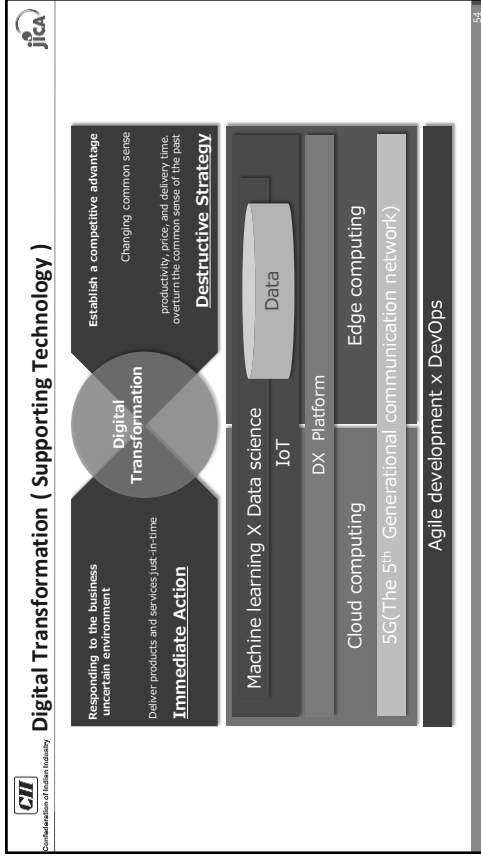 CII
Confederation of Indian Industry
Digital Transformation ( Supporting Technology )
jICA
Responding to the business
uncertain environment
Deliver products and services just-in-time
Immediate Action
Digital
Transformation
Establish a competitive advantage
Changing common sense
productivity, price, and delivery time.
overturn the common sense of the past
Destructive Strategy
Machine learning X Data science
Data
IoT
DX Platform
Cloud computing
Edge computing
5G(The 5th Generational communication network)
Agile development x DevOps
54